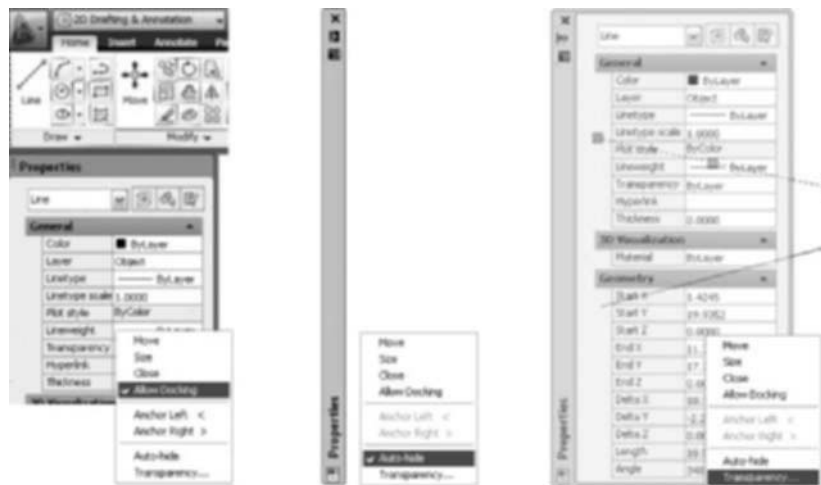 2D Drafting & Annotation
Home Insert Annotate
Line
Move
Draw Modify
Properties
Line
General
Color ByLayer
Layer Object
Linetype ByLayer
Linetype scale 1.0000
Plot style ByColor
Lineweight ByLayer
Transparency
Hyperlink
Thickness
3D Visualization
Move
Size
Close
Allow Docking
Anchor Left <
Anchor Right >
Auto-hide
Transparency...
Properties
Move
Size
Close
Allow Docking
Anchor Left <
Anchor Right >
Auto-hide
Transparency...
Properties
Line
General
Color ByLayer
Layer Object
Linetype ByLayer
Linetype scale 1.0000
Plot style ByColor
Lineweight ByLayer
Transparency ByLayer
Hyperlink
Thickness 0.0000
3D Visualization
Material ByLayer
Geometry
Start X
Start Y
Start Z 0.0000
End X
End Y
End Z
Delta X
Delta Y
Delta Z
Length
Angle
Move
Size
Close
Allow Docking
Anchor Left <
Anchor Right >
Auto-hide
Transparency...